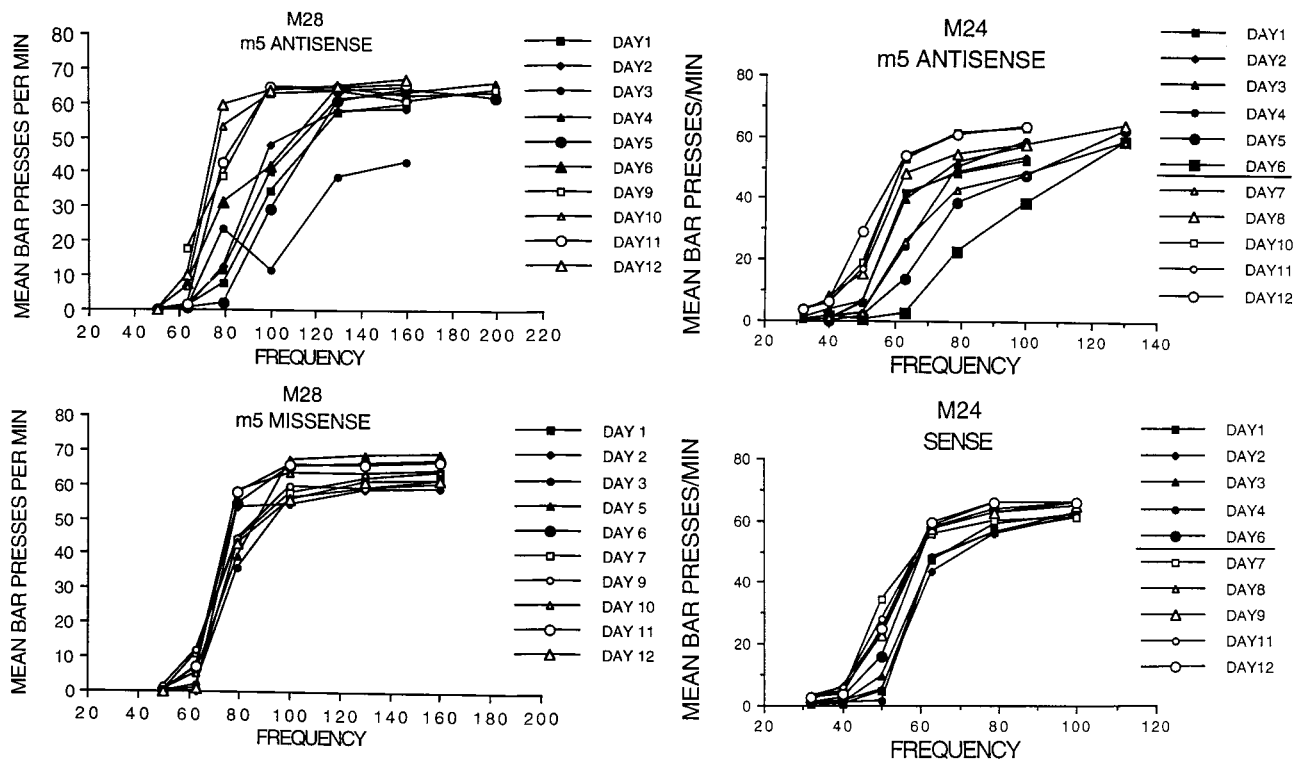 M28
m5 ANTISENSE
MEAN BAR PRESSES PER MIN
80
70
60
50
40
30
20
10
0
20 40 60 80 100 120 140 160 180 200 220
FREQUENCY
DAY1
DAY2
DAY3
DAY4
DAY5
DAY6
DAY9
DAY10
DAY11
DAY12
M24
m5 ANTISENSE
MEAN BAR PRESSES/MIN
80
60
40
20
0
20 40 60 80 100 120 140
FREQUENCY
DAY1
DAY2
DAY3
DAY4
DAY5
DAY6
DAY7
DAY8
DAY10
DAY11
DAY12
M28
m5 MISSENSE
MEAN BAR PRESSES PER MIN
80
70
60
50
40
30
20
10
0
20 40 60 80 100 120 140 160 180 200
FREQUENCY
DAY 1
DAY 2
DAY 3
DAY 5
DAY 6
DAY 7
DAY 9
DAY 10
DAY 11
DAY 12
M24
SENSE
MEAN BAR PRESSES/MIN
80
60
40
20
0
20 40 60 80 100 120
FREQUENCY
DAY1
DAY2
DAY3
DAY4
DAY6
DAY7
DAY8
DAY9
DAY11
DAY12